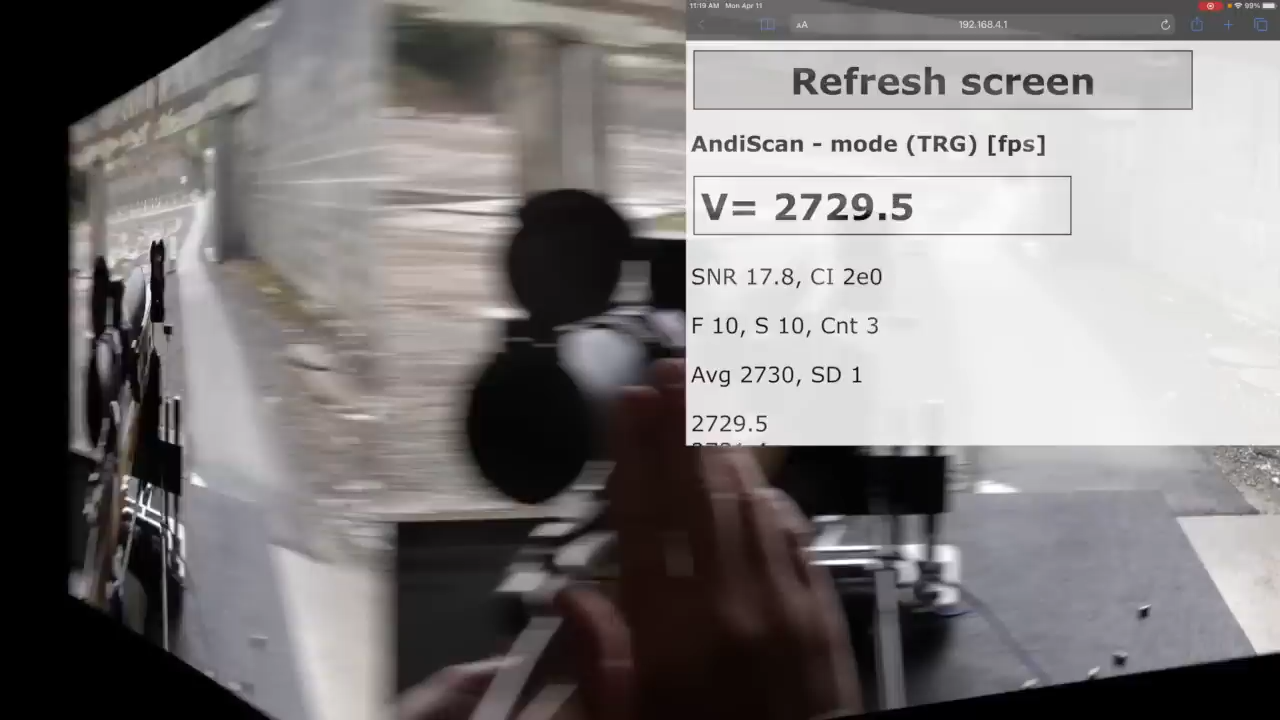 11:19 AM Mon Apr 11
99%
AA
192.168.4.1
Refresh screen
AndiScan - mode (TRG) [fps]
V= 2729.5
SNR 17.8, CI 2e0
F 10, S 10, Cnt 3
Avg 2730, SD 1
2729.5